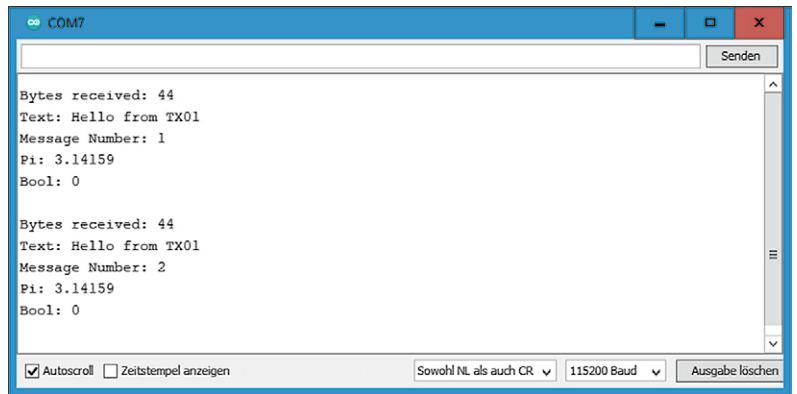 COM7
Senden
Bytes received: 44
Text: Hello from TX01
Message Number: 1
Pi: 3.14159
Bool: 0
Bytes received: 44
Text: Hello from TX01
Message Number: 2
Pi: 3.14159
Bool: 0
Autoscroll Zeitstempel anzeigen Sowohl NL als auch CR 115200 Baud Ausgabe löschen